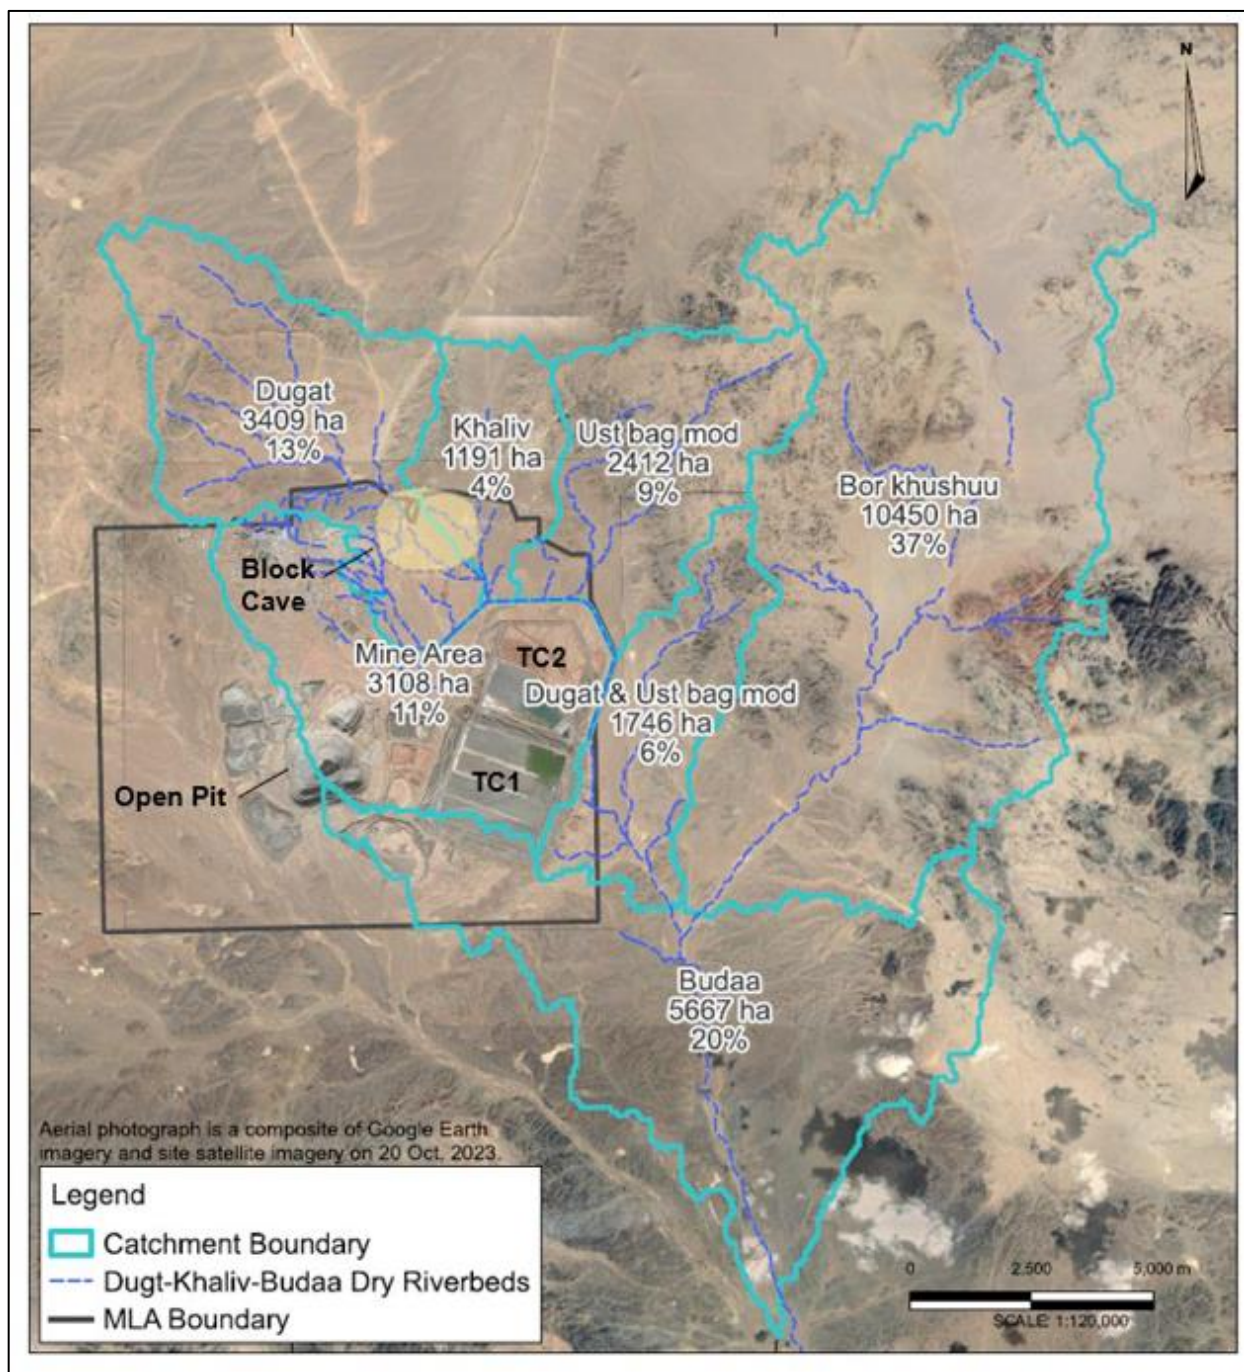 N
Dugat
3409 ha
13%
Khaliv
1191 ha
4%
Ust bag mod
2412 ha
9%
Bor khushuu
10450 ha
37%
Block
Cave
Mine Area
3108 ha
11%
TC2
Dugat & Ust bag mod
1746 ha
6%
TC1
Open Pit
Budaa
5667 ha
20%
Aerial photograph is a composite of Google Earth
imagery and site satellite imagery on 20 Oct. 2023.
Legend
Catchment Boundary
Dugt-Khaliv-Budaa Dry Riverbeds
MLA Boundary
0 2.500 5,000 m
SCALE 1:120,000